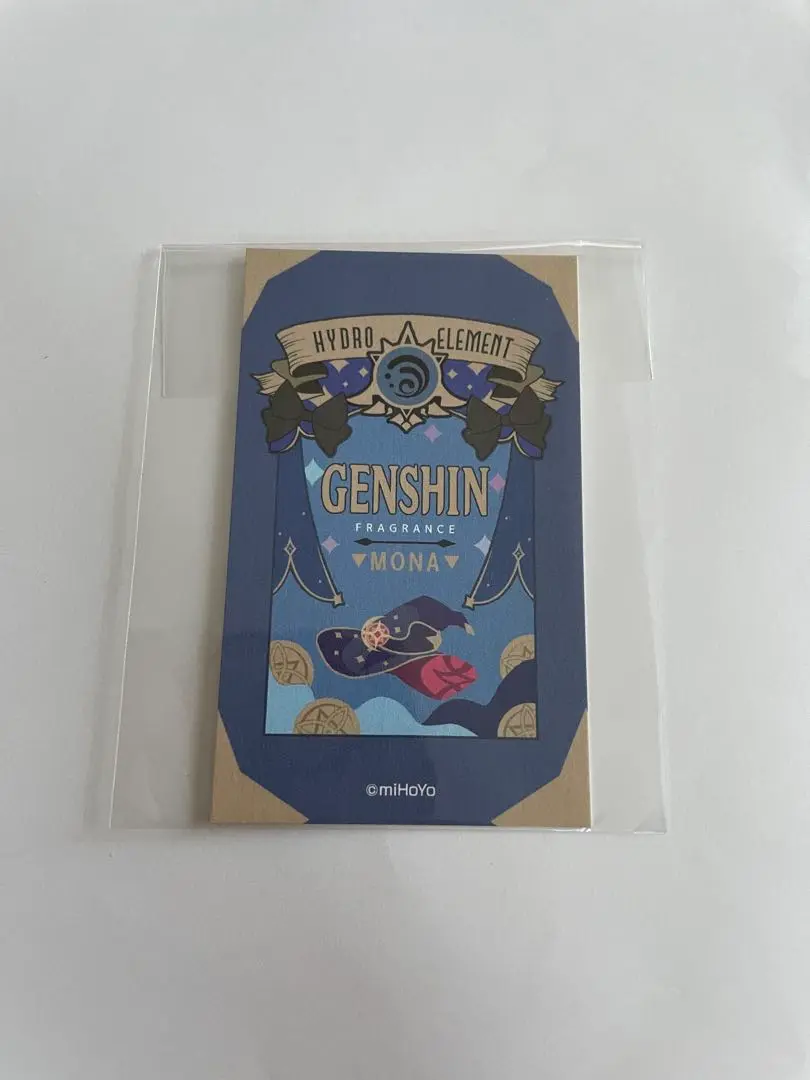 HYDRO ELEMENT
GENSHIN
FRAGRANCE
MONA
©miHoYo